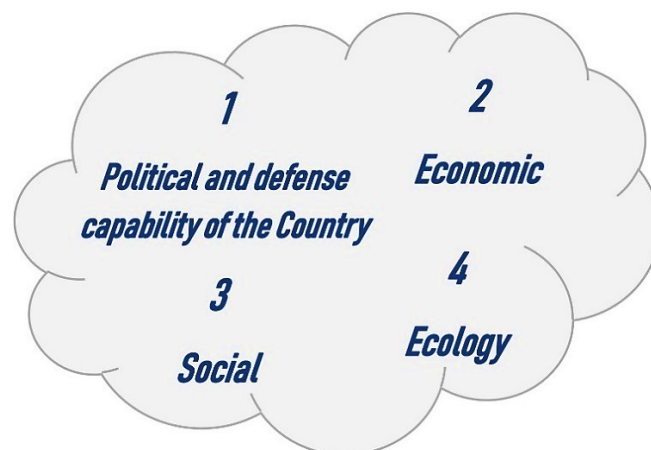 1
Political and defense
capability of the Country
2
Economic
3
Social
4
Ecology